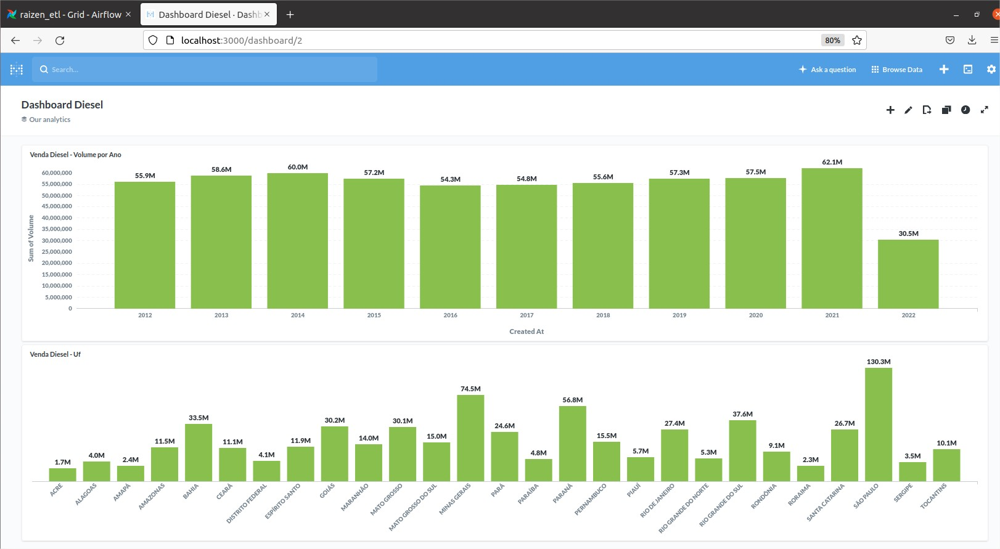 raizen_etl - Grid - Airflow
Dashboard Diesel · Dashb
localhost:3000/dashboard/2
80%
Search...
Ask a question
Browse Data
Dashboard Diesel
Our analytics
Venda Diesel - Volume por Ano
60,000,000
55,000,000
50,000,000
45,000,000
40,000,000
35,000,000
30,000,000
25,000,000
20,000,000
15,000,000
10,000,000
5,000,000
0
Sum of Volume
55.9M 58.6M 60.0M 57.2M 54.3M 54.8M 55.6M 57.3M 57.5M 62.1M 30.5M
2012 2013 2014 2015 2016 2017 2018 2019 2020 2021 2022
Created At
Venda Diesel - Uf
1.7M 4.0M 2.4M 11.5M 33.5M 11.1M 4.1M 11.9M 30.2M 14.0M 30.1M 15.0M 74.5M 24.6M 4.8M 56.8M 15.5M 5.7M 27.4M 5.3M 37.6M 9.1M 2.3M 26.7M 130.3M 3.5M 10.1M
ACRE
ALAGOAS
AMAPÁ
AMAZONAS
BAHIA
CEARÁ
DISTRITO FEDERAL
ESPÍRITO SANTO
GOIÁS
MARANHÃO
MATO GROSSO
MATO GROSSO DO SUL
MINAS GERAIS
PARÁ
PARAÍBA
PARANÁ
PERNAMBUCO
PIAUÍ
RIO DE JANEIRO
RIO GRANDE DO NORTE
RIO GRANDE DO SUL
RONDÔNIA
RORAIMA
SANTA CATARINA
SÃO PAULO
SERGIPE
TOCANTINS